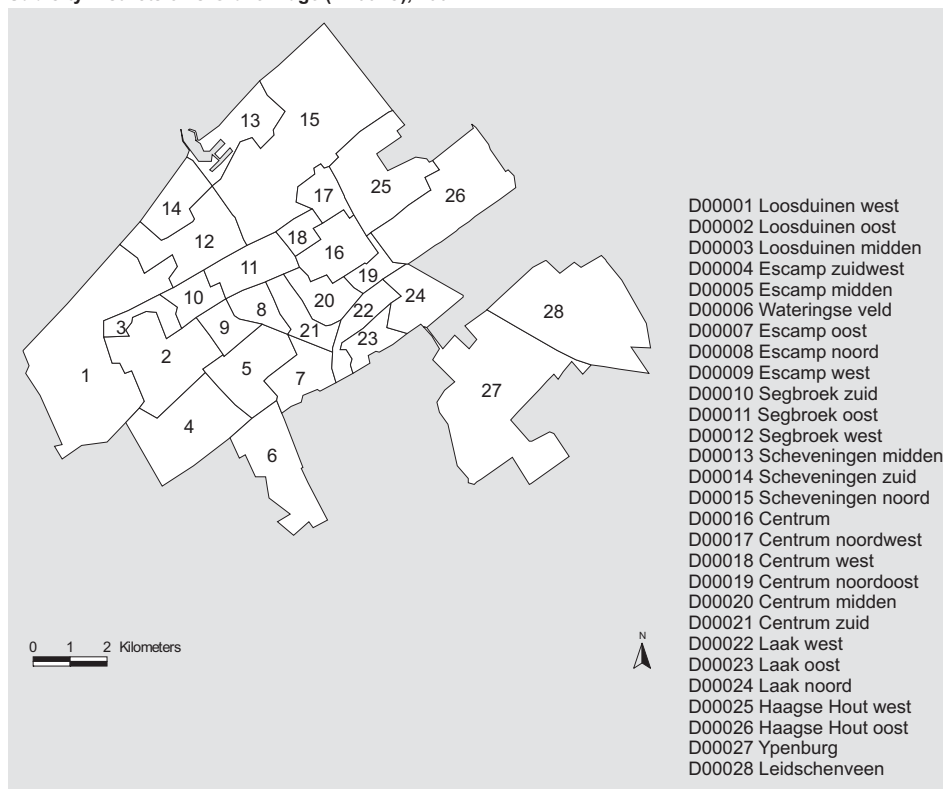 13
15
17
25
26
14
12
18
16
11
19
10
20
22
24
8
3
9
21
23
28
2
5
7
1
27
4
6
D00001 Loosduinen west
D00002 Loosduinen oost
D00003 Loosduinen midden
D00004 Escamp zuidwest
D00005 Escamp midden
D00006 Wateringse veld
D00007 Escamp oost
D00008 Escamp noord
D00009 Escamp west
D00010 Segbroek zuid
D00011 Segbroek oost
D00012 Segbroek west
D00013 Scheveningen midden
D00014 Scheveningen zuid
D00015 Scheveningen noord
D00016 Centrum
D00017 Centrum noordwest
D00018 Centrum west
D00019 Centrum noordoost
D00020 Centrum midden
D00021 Centrum zuid
D00022 Laak west
D00023 Laak oost
D00024 Laak noord
D00025 Haagse Hout west
D00026 Haagse Hout oost
D00027 Ypenburg
D00028 Leidschenveen
0 1 2 Kilometers
N